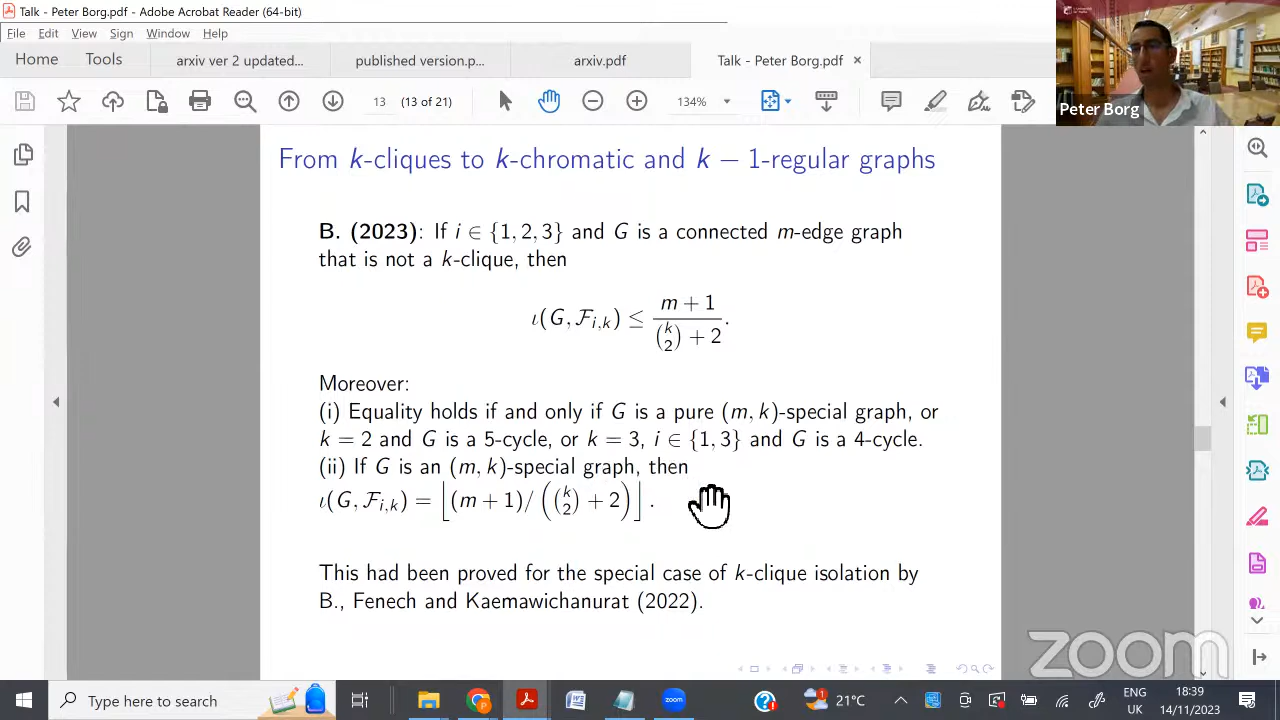 Talk - Peter Borg.pdf - Adobe Acrobat Reader (64-bit)
File Edit View Sign Window Help
Home Tools arxiv ver 2 updated... published version.p... arxiv.pdf Talk - Peter Borg.pdf ×
13 (13 of 21) 134%
Peter Borg
From k-cliques to k-chromatic and k − 1-regular graphs
B. (2023): If i ∈ {1, 2, 3} and G is a connected m-edge graph
that is not a k-clique, then
ι(G, F_{i,k}) ≤ \frac{m + 1}{\binom{k}{2} + 2}.
Moreover:
(i) Equality holds if and only if G is a pure (m, k)-special graph, or
k = 2 and G is a 5-cycle, or k = 3, i ∈ {1, 3} and G is a 4-cycle.
(ii) If G is an (m, k)-special graph, then
ι(G, F_{i,k}) = ⌊(m + 1)/(\binom{k}{2} + 2)⌋.
This had been proved for the special case of k-clique isolation by
B., Fenech and Kaemawichanurat (2022).
zoom
Type here to search
zoom
1
21°C
ENG
UK
18:39
14/11/2023